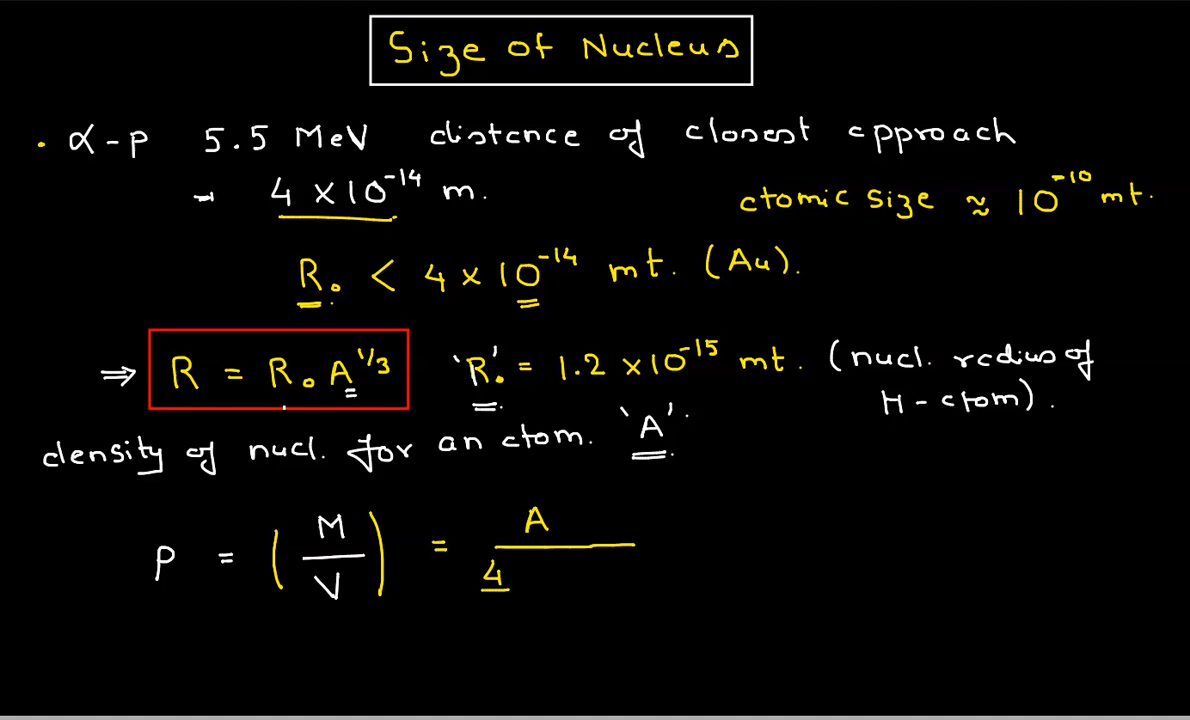 Size of Nucleus
• α-p 5.5 MeV distance of closest approach
→ 4 × 10⁻¹⁴ m.
atomic size ≈ 10⁻¹⁰ mt.
R₀ < 4 × 10⁻¹⁴ mt. (Au).
⇒ R = R₀ A^1/3 'R₀' = 1.2 × 10⁻¹⁵ mt. (nucl. radius of
H-atom).
density of nucl. for an atom. 'A'.
ρ = (M/V) = A/4